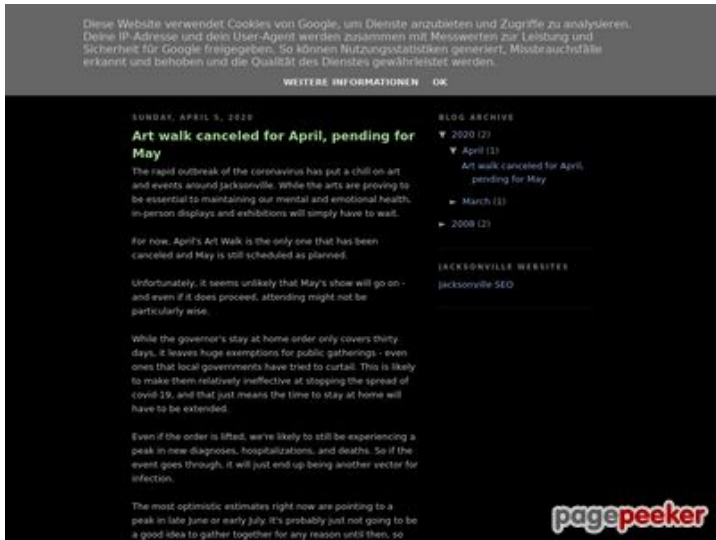 Diese Website verwendet Cookies von Google, um Dienste anzubieten und Zugriffe zu analysieren.
Deine IP-Adresse und dein User-Agent werden zusammen mit Messwerten zur Leistung und
Sicherheit für Google freigegeben. So können Nutzungsstatistiken generiert, Missbrauchsfälle
erkannt und behoben und die Qualität des Dienstes gewährleistet werden.
WEITERE INFORMATIONEN OK
SUNDAY, APRIL 5, 2020
Art walk canceled for April, pending for
May
The rapid outbreak of the coronavirus has put a chill on art
and events around Jacksonville. While the arts are proving to
be essential to maintaining our mental and emotional health,
in-person displays and exhibitions will simply have to wait.
For now, April's Art Walk is the only one that has been
canceled and May is still scheduled as planned.
Unfortunately, it seems unlikely that May's show will go on -
and even if it does proceed, attending might not be
particularly wise.
While the governor's stay at home order only covers thirty
days, it leaves huge exemptions for public gatherings - even
ones that local governments have tried to curtail. This is likely
to make them relatively ineffective at stopping the spread of
covid-19, and that just means the time to stay at home will
have to be extended.
Even if the order is lifted, we're likely to still be experiencing a
peak in new diagnoses, hospitalizations, and deaths. So if the
event goes through, it will just end up being another vector for
infection.
The most optimistic estimates right now are pointing to a
peak in late June or early July. It's probably just not going to be
a good idea to gather together for any reason until then, so
BLOG ARCHIVE
▼ 2020 (2)
▼ April (1)
Art walk canceled for April,
pending for May
► March (1)
► 2008 (2)
JACKSONVILLE WEBSITES
Jacksonville SEO
pagepeeker